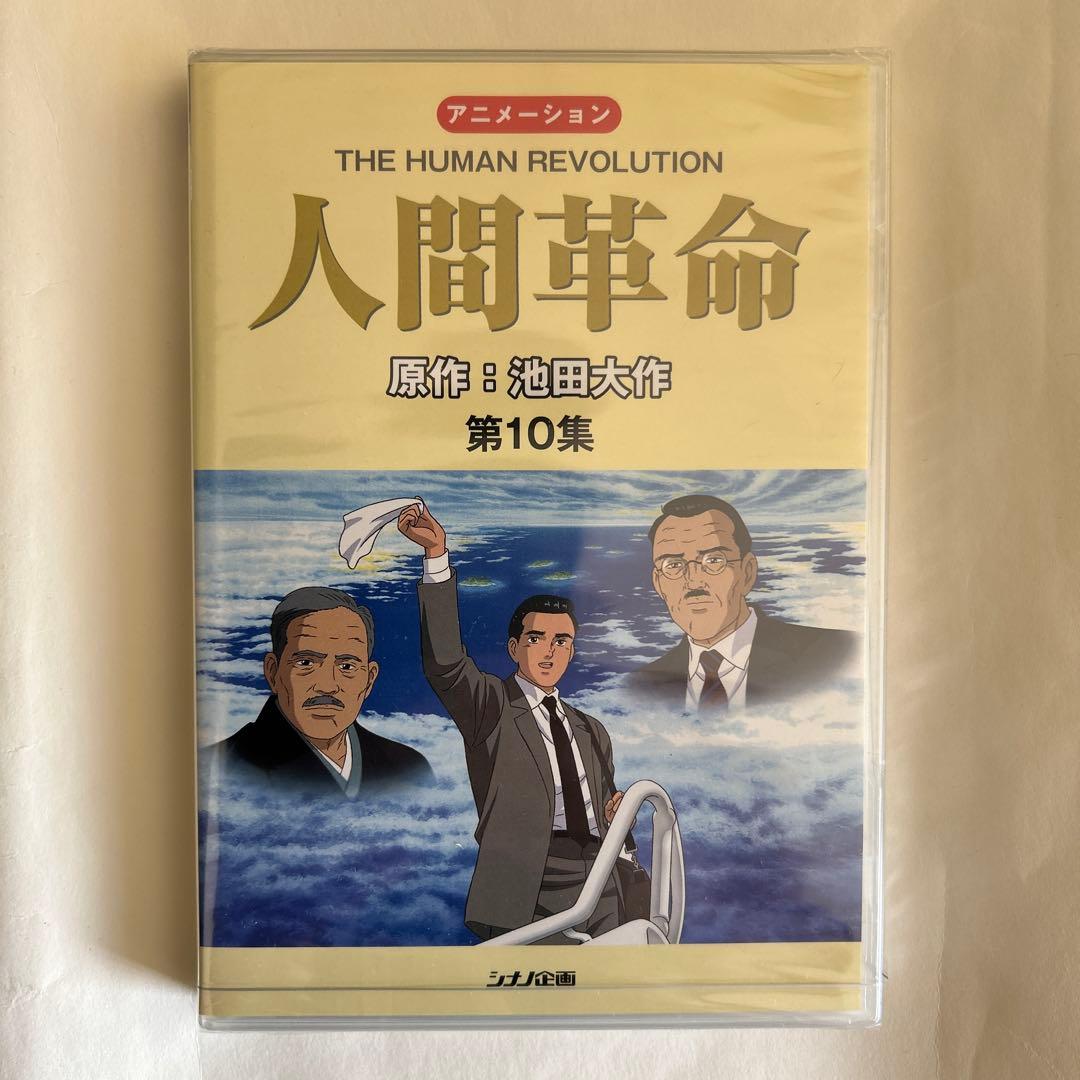 アニメーション
THE HUMAN REVOLUTION
人間革命
原作：池田大作
第10集
シナノ企画